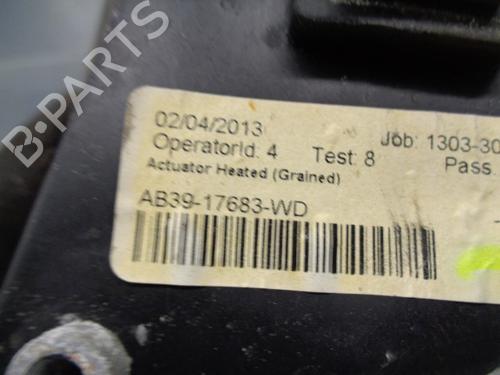 B-PARTS
02/04/2013
OperatorId: 4 Test: 8 Job: 1303-30
Actuator Heated (Grained) Pass
AB39-17683-WD